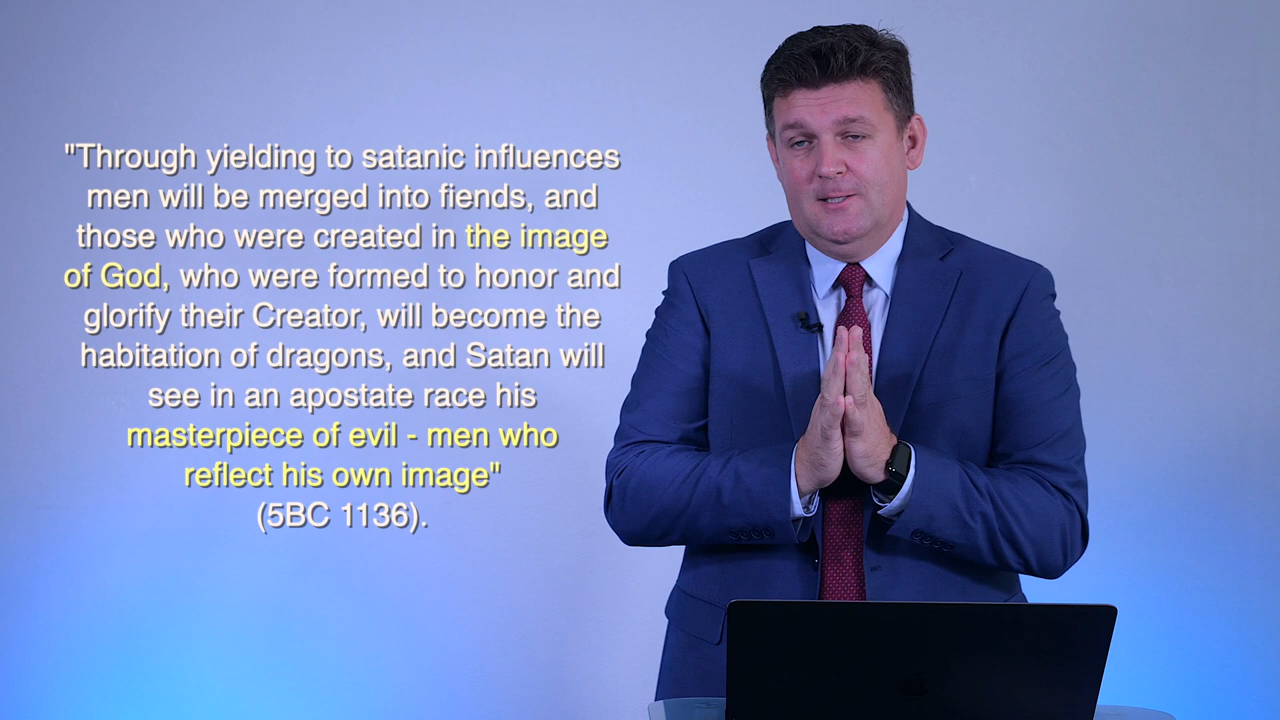 "Through yielding to satanic influences
men will be merged into fiends, and
those who were created in the image
of God, who were formed to honor and
glorify their Creator, will become the
habitation of dragons, and Satan will
see in an apostate race his
masterpiece of evil - men who
reflect his own image"
(5BC 1136).